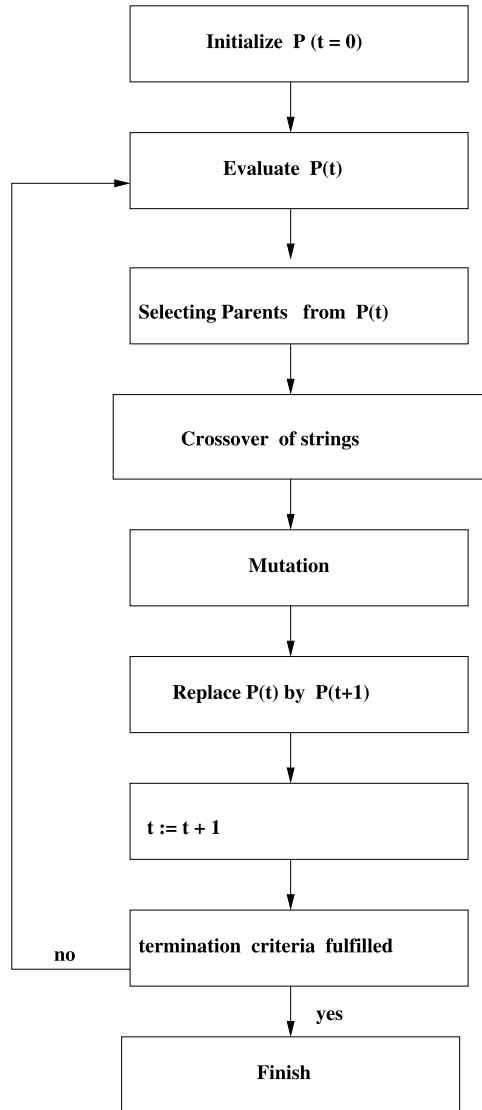 Initialize P (t = 0)
Evaluate P(t)
Selecting Parents from P(t)
Crossover of strings
Mutation
Replace P(t) by P(t+1)
t := t + 1
termination criteria fulfilled
no
yes
Finish